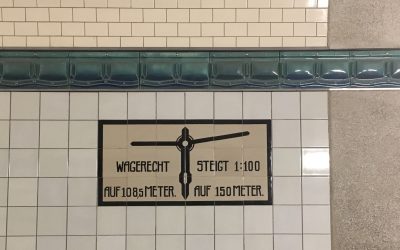 WAGERECHT STEIGT 1:100
AUF 108,5 METER. AUF 150 METER.